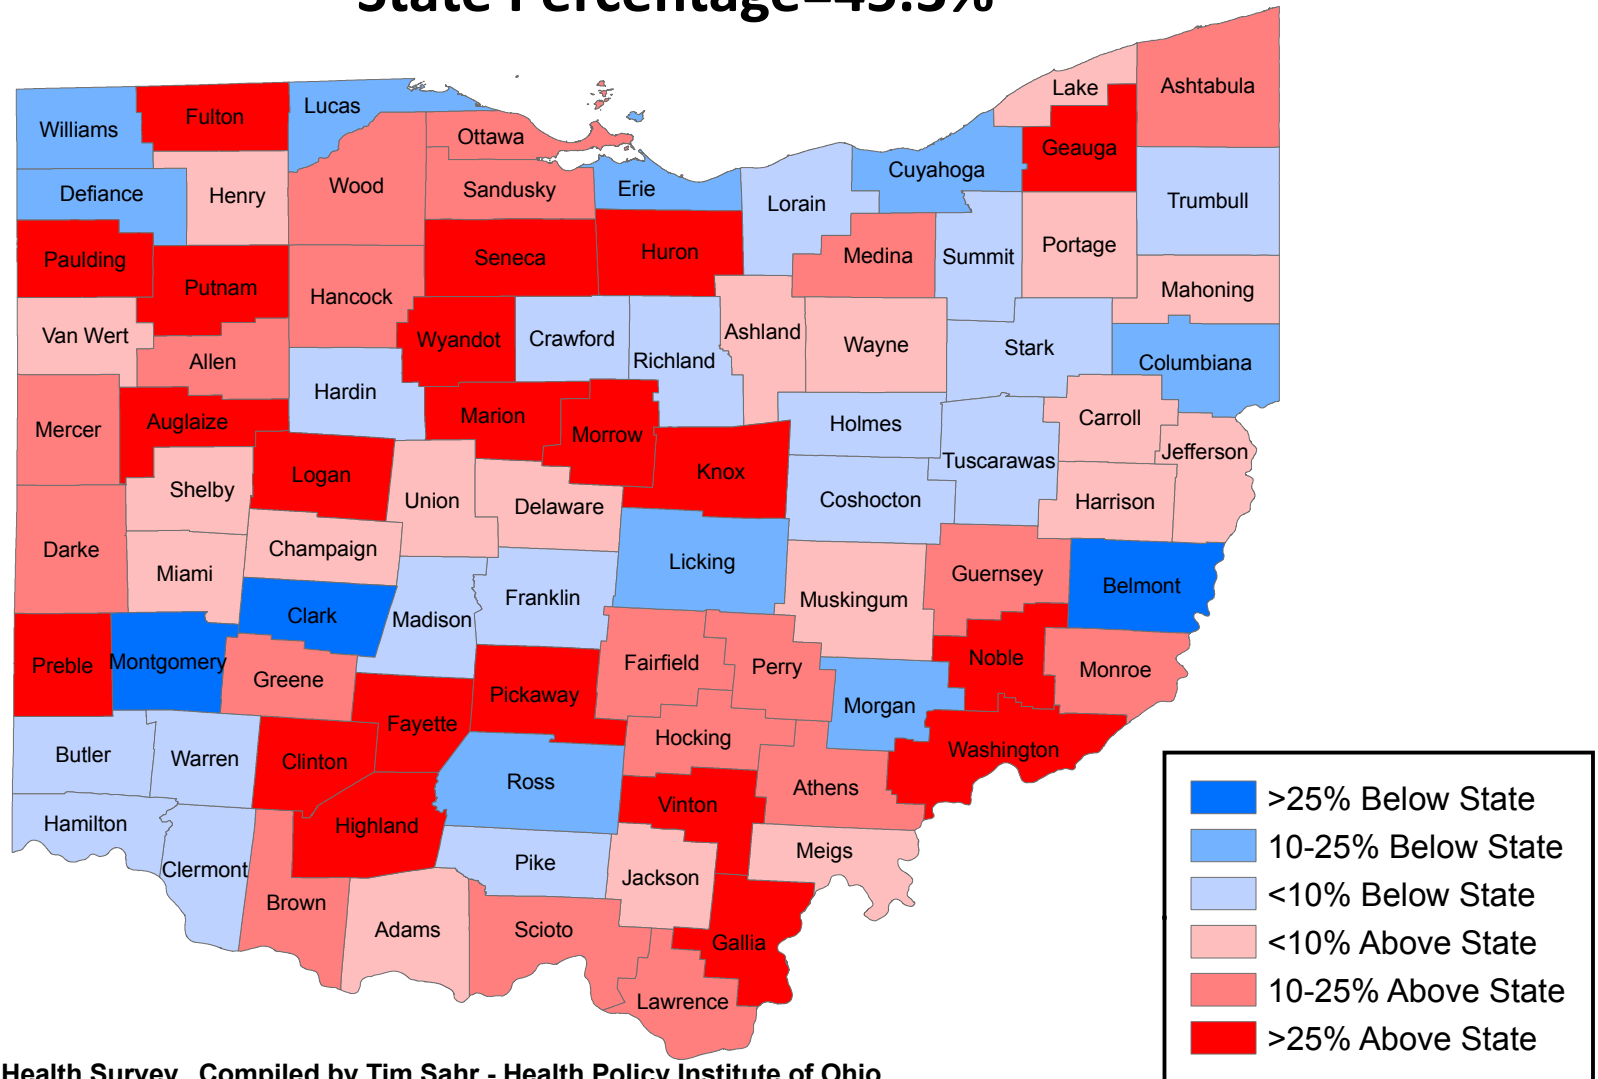 State Percentage=45.5%
Lake
Ashtabula
Lucas
Fulton
Williams
Ottawa
Geauga
Cuyahoga
Wood
Sandusky
Erie
Defiance
Henry
Lorain
Trumbull
Portage
Huron
Medina
Summit
Seneca
Paulding
Putnam
Mahoning
Hancock
Van Wert
Ashland
Wyandot
Crawford
Wayne
Stark
Richland
Allen
Columbiana
Hardin
Marion
Carroll
Auglaize
Holmes
Mercer
Morrow
Jefferson
Tuscarawas
Knox
Logan
Shelby
Union
Coshocton
Harrison
Delaware
Darke
Champaign
Licking
Miami
Guernsey
Belmont
Franklin
Muskingum
Clark
Madison
Noble
Preble
Montgomery
Fairfield
Perry
Monroe
Greene
Pickaway
Morgan
Fayette
Hocking
Washington
Butler
Warren
Clinton
Ross
Athens
Vinton
Hamilton
Highland
Meigs
Pike
Clermont
Jackson
Brown
Adams
Scioto
Gallia
Lawrence
>25% Below State
10-25% Below State
<10% Below State
<10% Above State
10-25% Above State
>25% Above State
Health Survey. Compiled by Tim Sahr - Health Policy Institute of Ohio